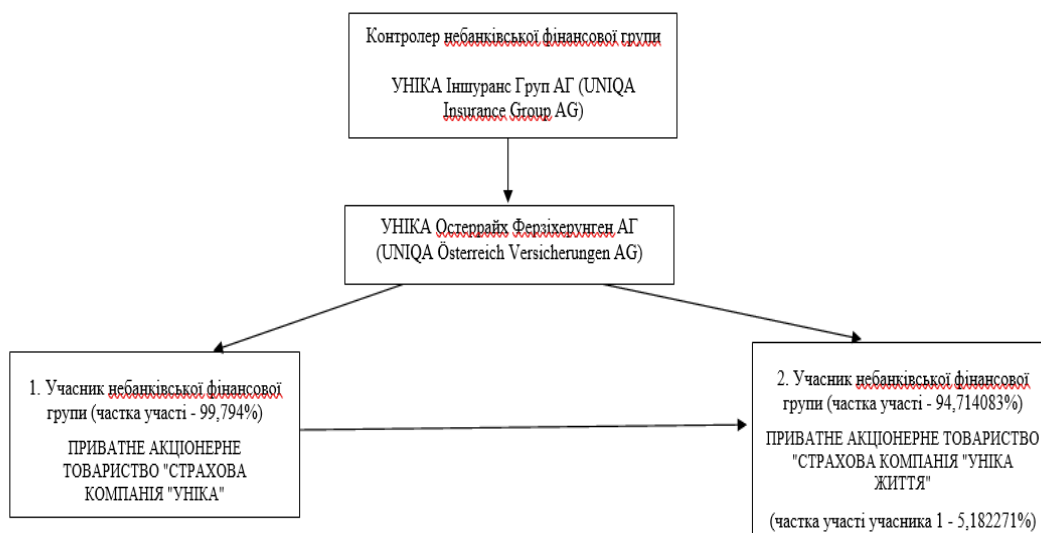 Контролер небанківської фінансової групи
УНІКА Іншуранс Груп АГ (UNIQA
Insurance Group AG)
УНІКА Остеррайх Ферзіхерунген АГ
(UNIQA Österreich Versicherungen AG)
1. Учасник небанківської фінансової
групи (частка участі - 99,794%)
ПРИВАТНЕ АКЦІОНЕРНЕ
ТОВАРИСТВО "СТРАХОВА
КОМПАНІЯ "УНІКА"
2. Учасник небанківської фінансової
групи (частка участі - 94,714083%)
ПРИВАТНЕ АКЦІОНЕРНЕ ТОВАРИСТВО
"СТРАХОВА КОМПАНІЯ "УНІКА
ЖИТТЯ"
(частка участі учасника 1 - 5,182271%)